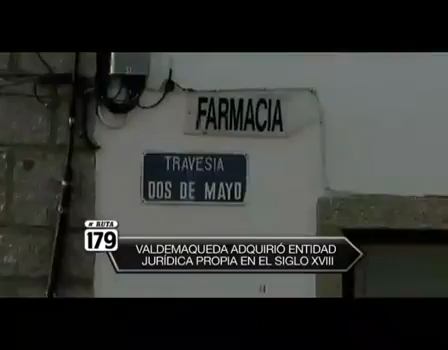 FARMACIA
TRAVESIA
DOS DE MAYO
RUTA
179
VALDEMAQUEDA ADQUIRIÓ ENTIDAD
JURÍDICA PROPIA EN EL SIGLO XVIII